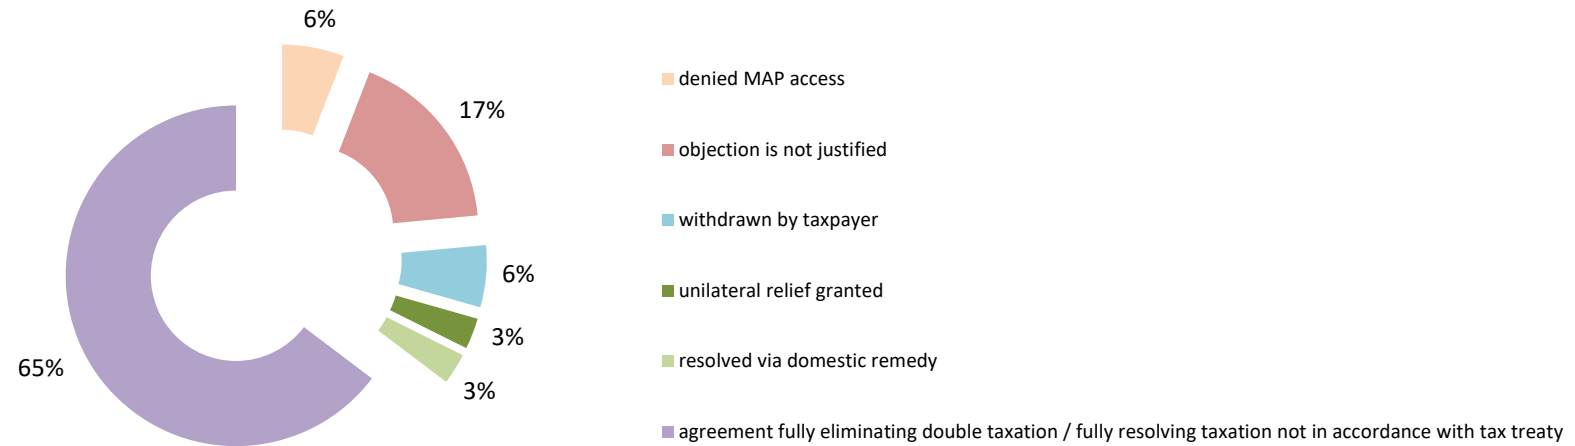 6%
17%
6%
3%
3%
65%
denied MAP access
objection is not justified
withdrawn by taxpayer
unilateral relief granted
resolved via domestic remedy
agreement fully eliminating double taxation / fully resolving taxation not in accordance with tax treaty